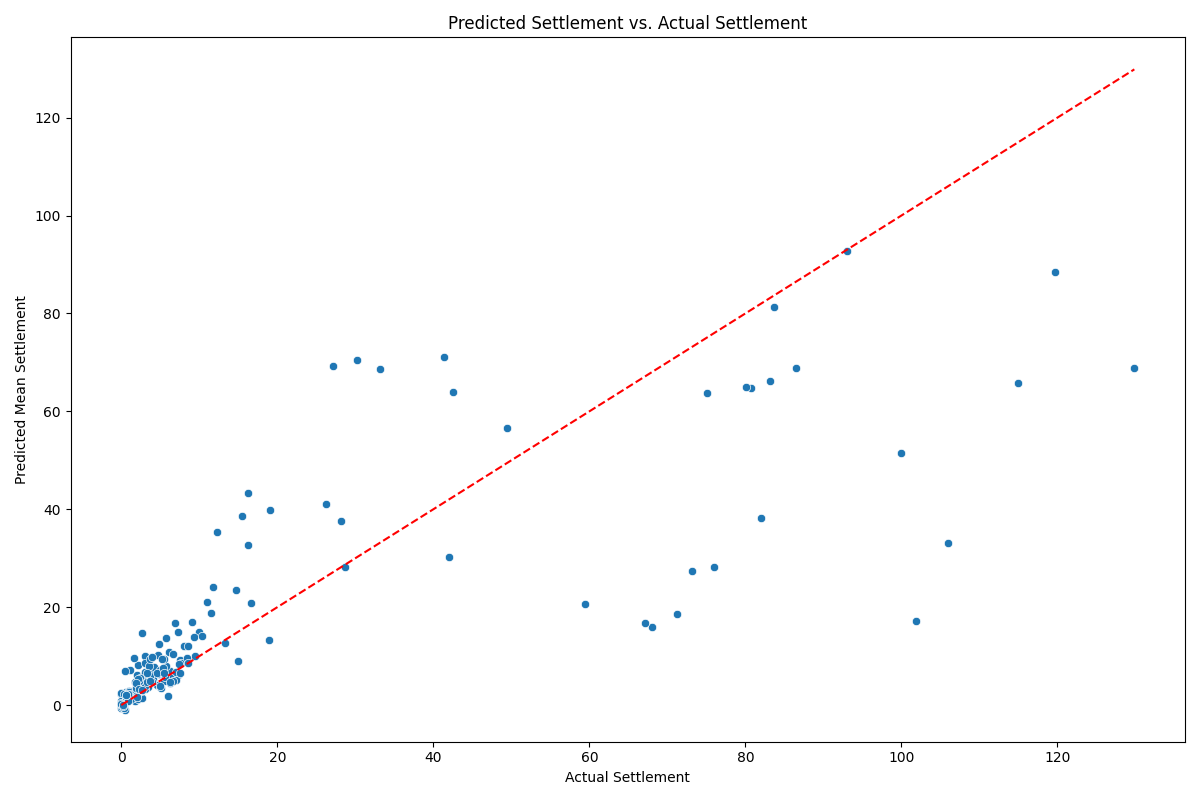 Predicted Settlement vs. Actual Settlement
Predicted Mean Settlement
120
100
80
60
40
20
0
0 20 40 60 80 100 120
Actual Settlement